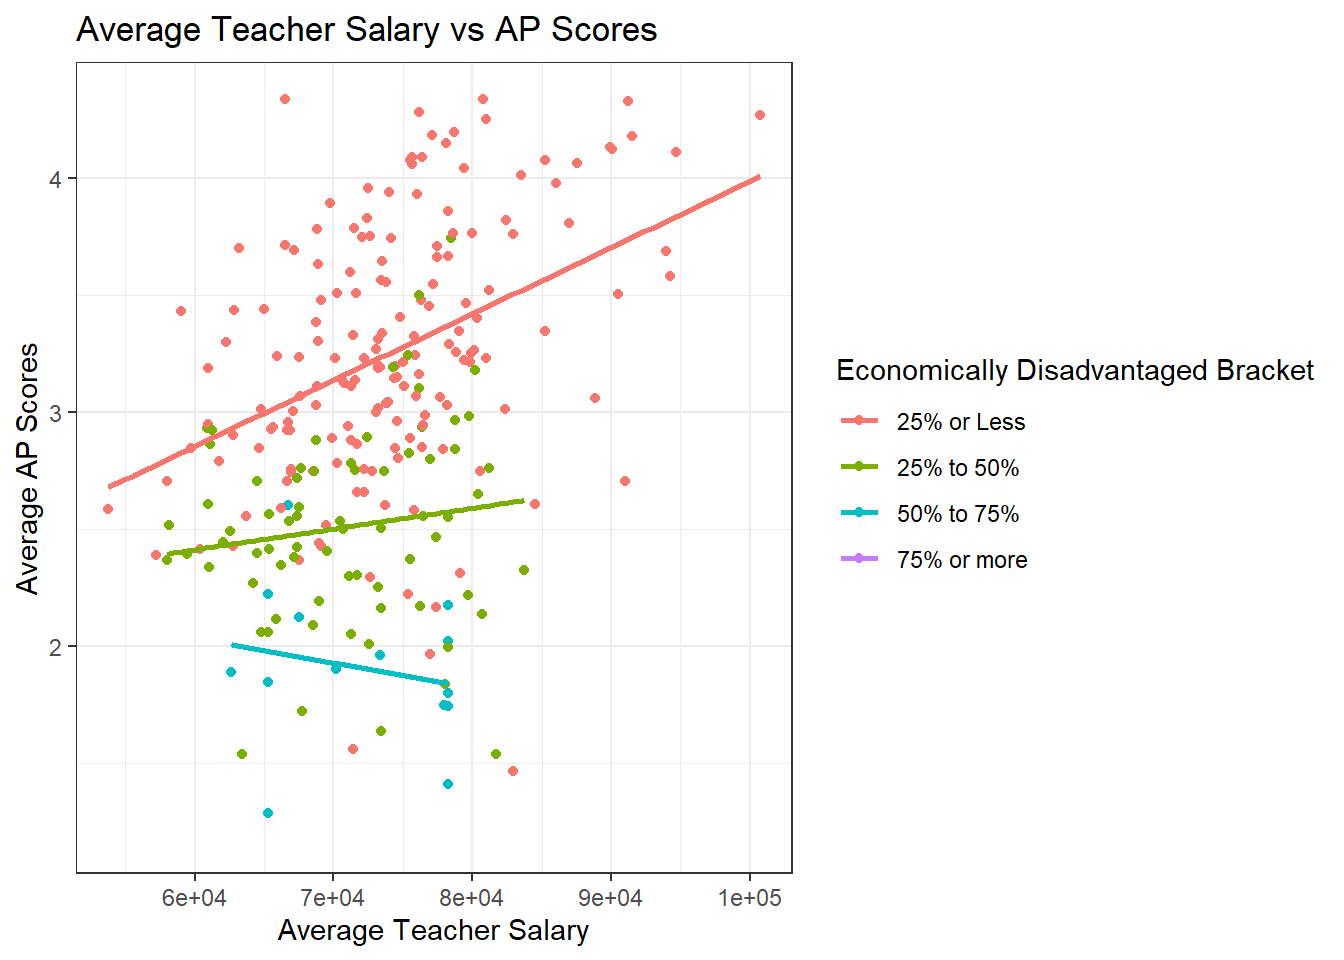 Average Teacher Salary vs AP Scores
Average AP Scores
4
3
2
6e+04 7e+04 8e+04 9e+04 1e+05
Average Teacher Salary
Economically Disadvantaged Bracket
25% or Less
25% to 50%
50% to 75%
75% or more